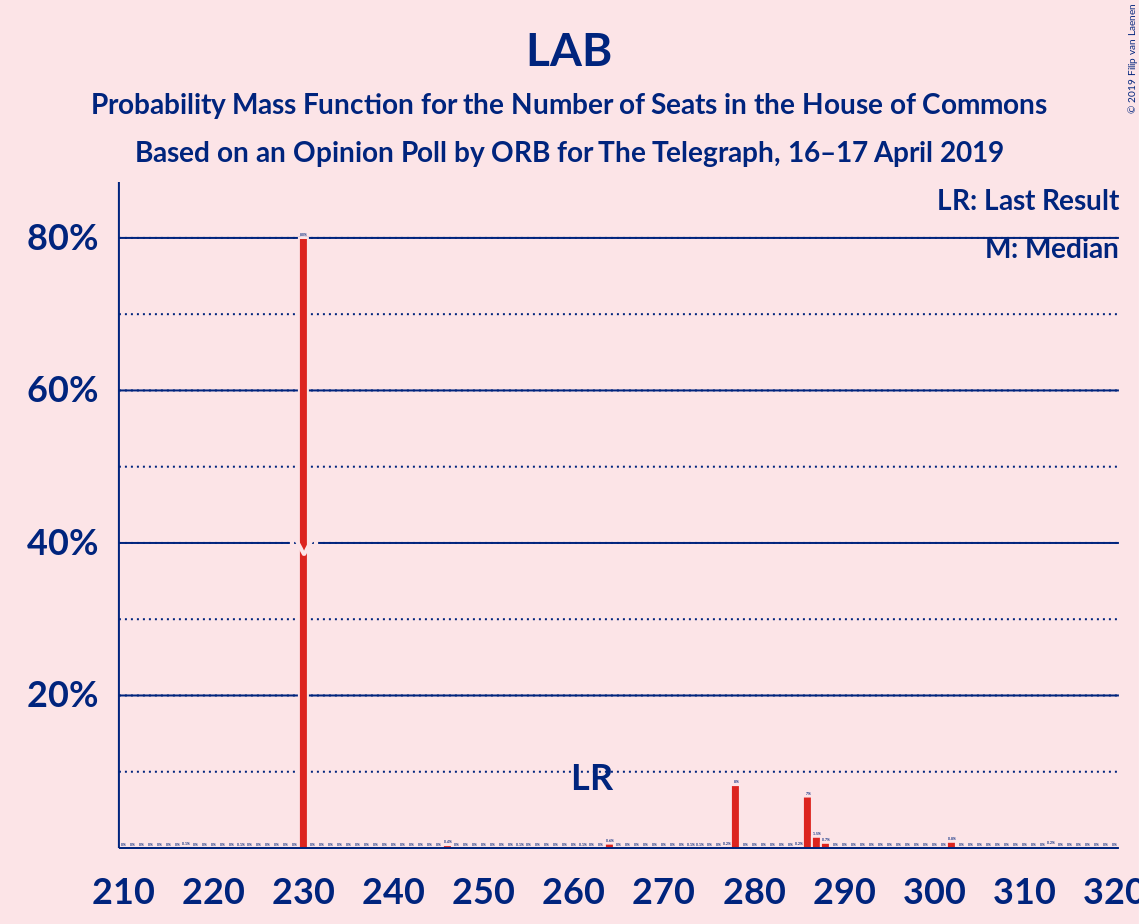 LAB
Probability Mass Function for the Number of Seats in the House of Commons
Based on an Opinion Poll by ORB for The Telegraph, 16–17 April 2019
© 2019 Filip van Laenen
LR: Last Result
M: Median
80%
60%
40%
20%
M
LR
210 220 230 240 250 260 270 280 290 300 310 320